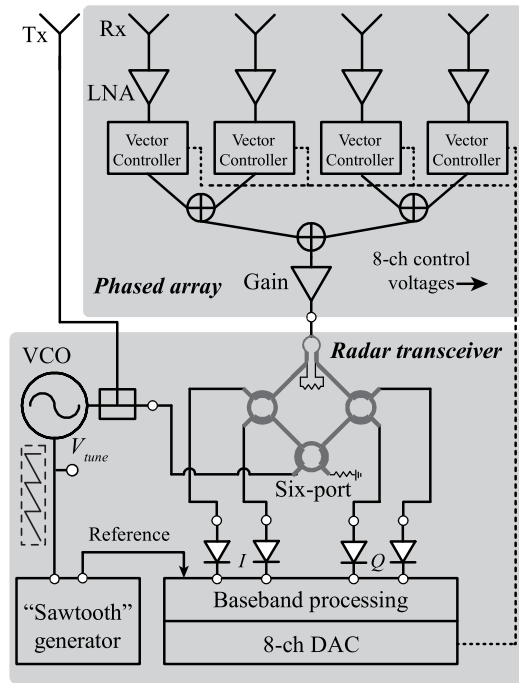 Tx
Rx
LNA
Vector
Controller
Vector
Controller
Vector
Controller
Vector
Controller
8-ch control
voltages
Phased array
Gain
Radar transceiver
VCO
Vtune
Six-port
Reference
I
Q
“Sawtooth”
generator
Baseband processing
8-ch DAC